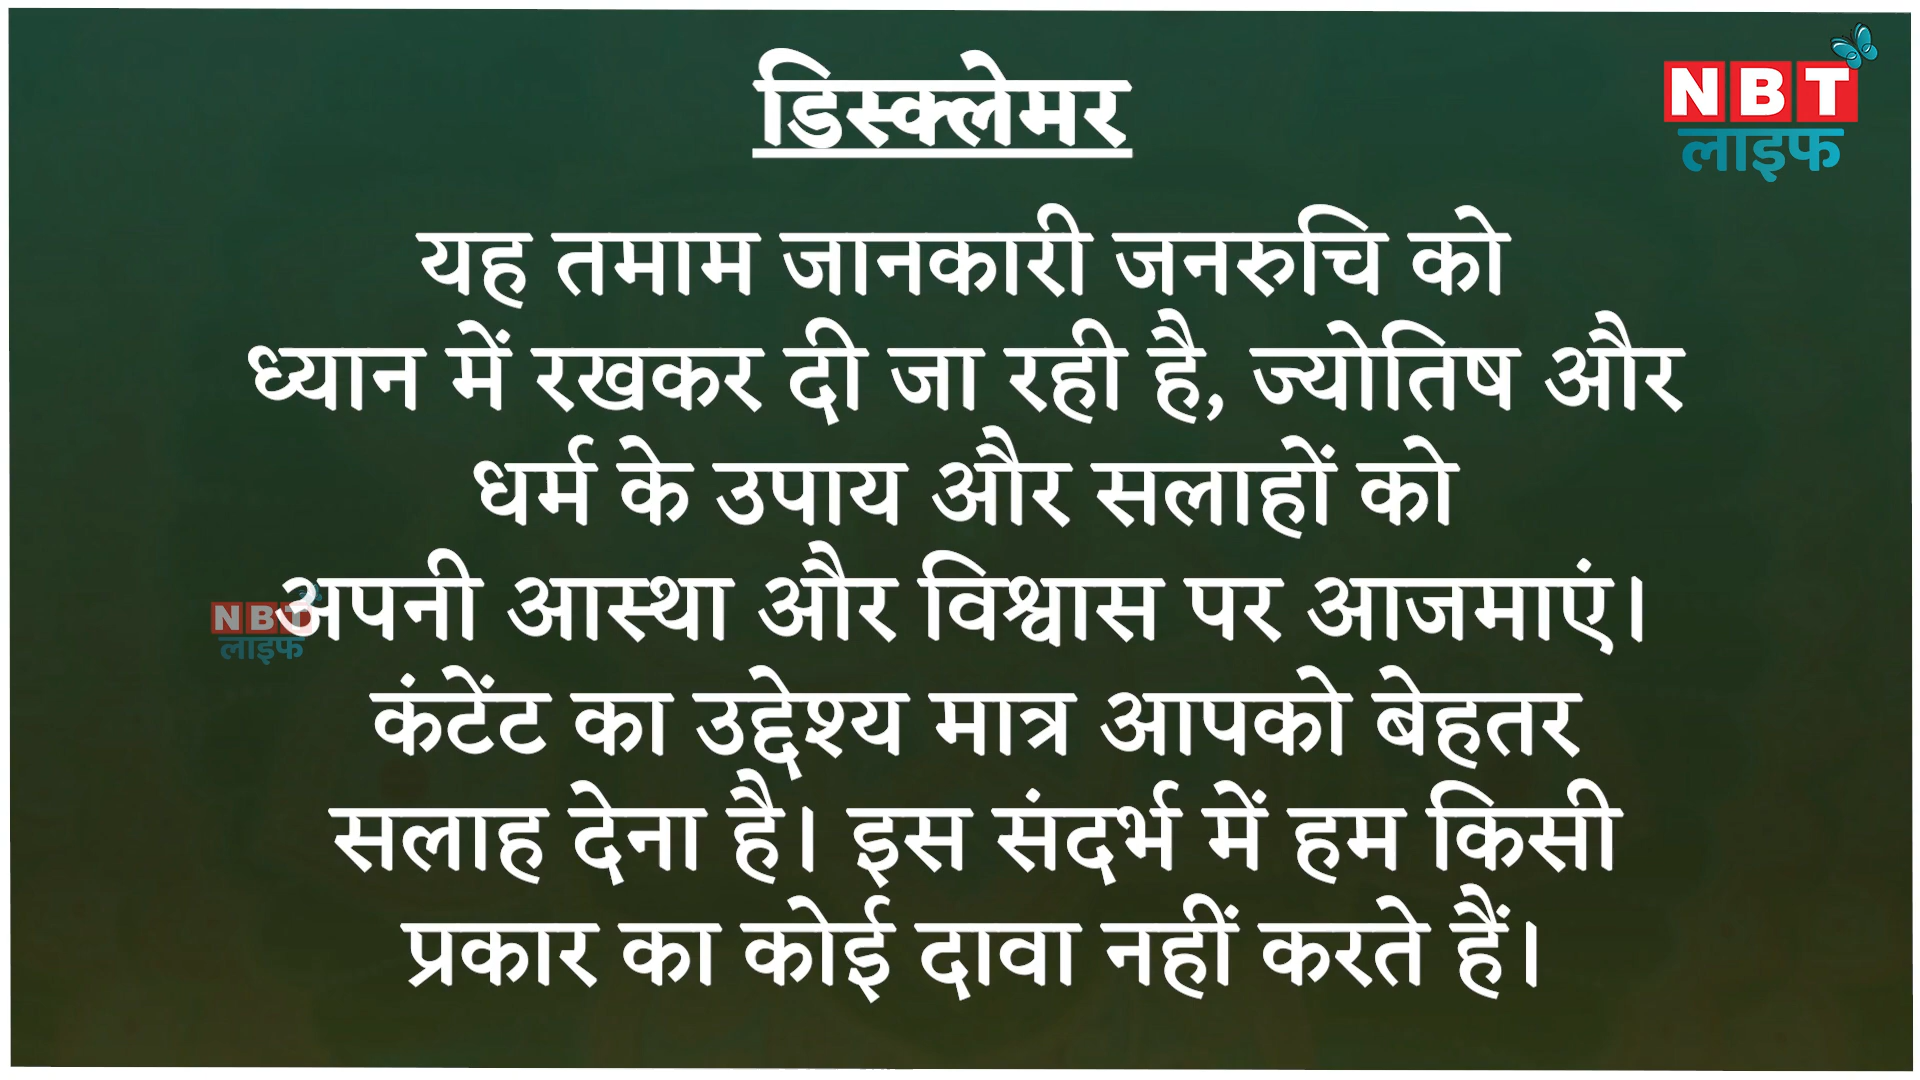 डिस्क्लेमर
NBT
लाइफ
यह तमाम जानकारी जनरुचि को
ध्यान में रखकर दी जा रही है, ज्योतिष और
धर्म के उपाय और सलाहों को
अपनी आस्था और विश्वास पर आजमाएं।
NBT
लाइफ
कंटेंट का उद्देश्य मात्र आपको बेहतर
सलाह देना है। इस संदर्भ में हम किसी
प्रकार का कोई दावा नहीं करते हैं।